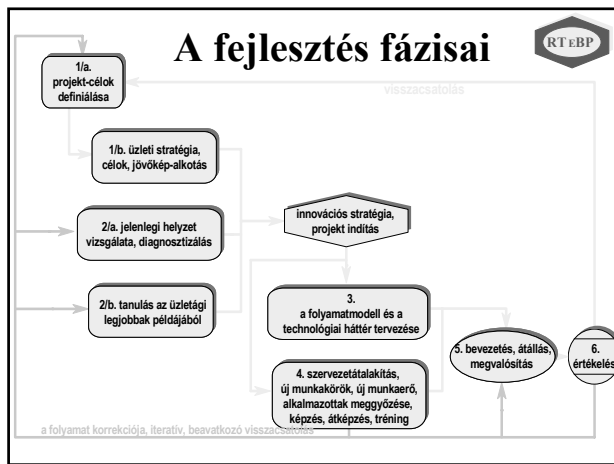 A fejlesztés fázisai
RTEBP
1/a.
projekt-célok
definiálása
visszacsatolás
1/b. üzleti stratégia,
célok, jövőkép-alkotás
innovációs stratégia,
projekt indítás
2/a. jelenlegi helyzet
vizsgálata, diagnosztizálás
2/b. tanulás az üzletági
legjobbak példájából
3.
a folyamatmodell és a
technológiai háttér tervezése
4. szervezetátalakítás,
új munkakörök, új munkaerő,
alkalmazottak meggyőzése,
képzés, átképzés, tréning
5. bevezetés, átállás,
megvalósítás
6.
értékelés
a folyamat korrekciója, iteratív, beavatkozó visszacsatolás